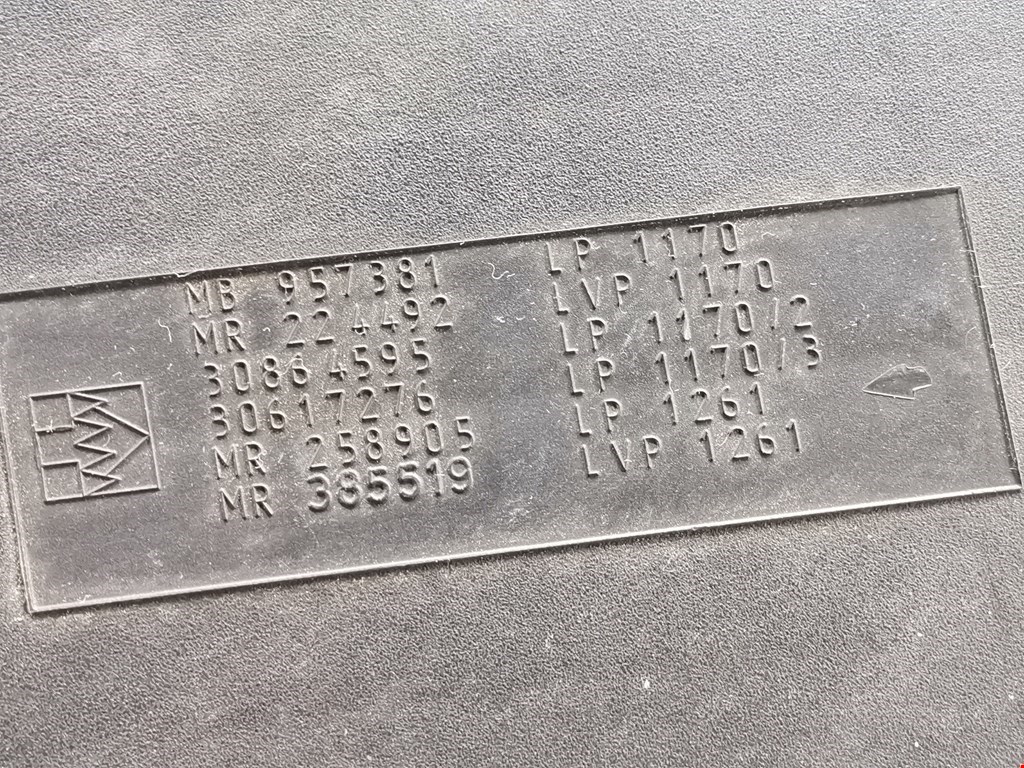 MB 957381
MR 224492
30864595
30617276
MR 258905
MR 385519
LP 1170
LVP 1170
LP 1170/2
LP 1170/3
LP 1261
LVP 1261